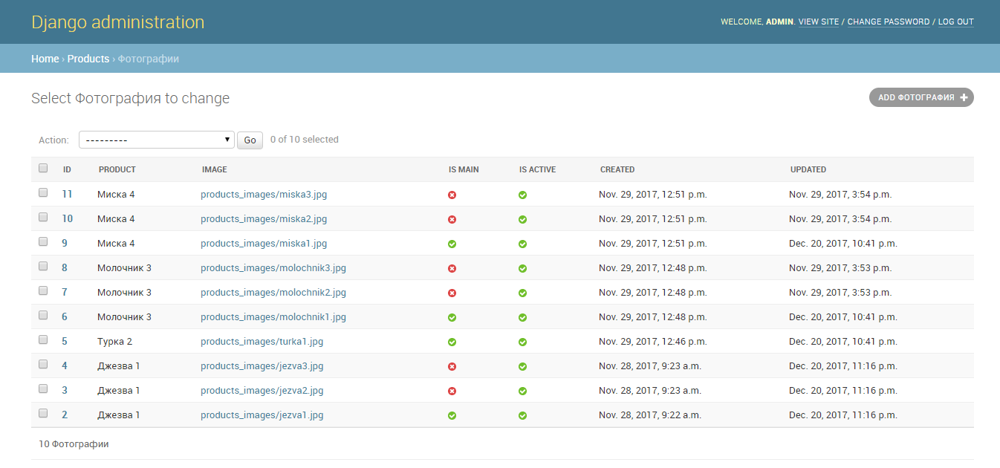 Django administration
WELCOME, ADMIN. VIEW SITE / CHANGE PASSWORD / LOG OUT
Home › Products › Фотографии
Select Фотография to change
ADD ФОТОГРАФИЯ +
Action: --------- Go 0 of 10 selected
ID PRODUCT IMAGE IS MAIN IS ACTIVE CREATED UPDATED
11 Миска 4 products_images/miska3.jpg Nov. 29, 2017, 12:51 p.m. Nov. 29, 2017, 3:54 p.m.
10 Миска 4 products_images/miska2.jpg Nov. 29, 2017, 12:51 p.m. Nov. 29, 2017, 3:54 p.m.
9 Миска 4 products_images/miska1.jpg Nov. 29, 2017, 12:51 p.m. Dec. 20, 2017, 10:41 p.m.
8 Молочник 3 products_images/molochnik3.jpg Nov. 29, 2017, 12:48 p.m. Nov. 29, 2017, 3:53 p.m.
7 Молочник 3 products_images/molochnik2.jpg Nov. 29, 2017, 12:48 p.m. Nov. 29, 2017, 3:53 p.m.
6 Молочник 3 products_images/molochnik1.jpg Nov. 29, 2017, 12:48 p.m. Dec. 20, 2017, 10:41 p.m.
5 Турка 2 products_images/turka1.jpg Nov. 29, 2017, 12:46 p.m. Dec. 20, 2017, 10:41 p.m.
4 Джезва 1 products_images/jezva3.jpg Nov. 28, 2017, 9:23 a.m. Dec. 20, 2017, 11:16 p.m.
3 Джезва 1 products_images/jezva2.jpg Nov. 28, 2017, 9:23 a.m. Dec. 20, 2017, 11:16 p.m.
2 Джезва 1 products_images/jezva1.jpg Nov. 28, 2017, 9:22 a.m. Dec. 20, 2017, 11:16 p.m.
10 Фотографии